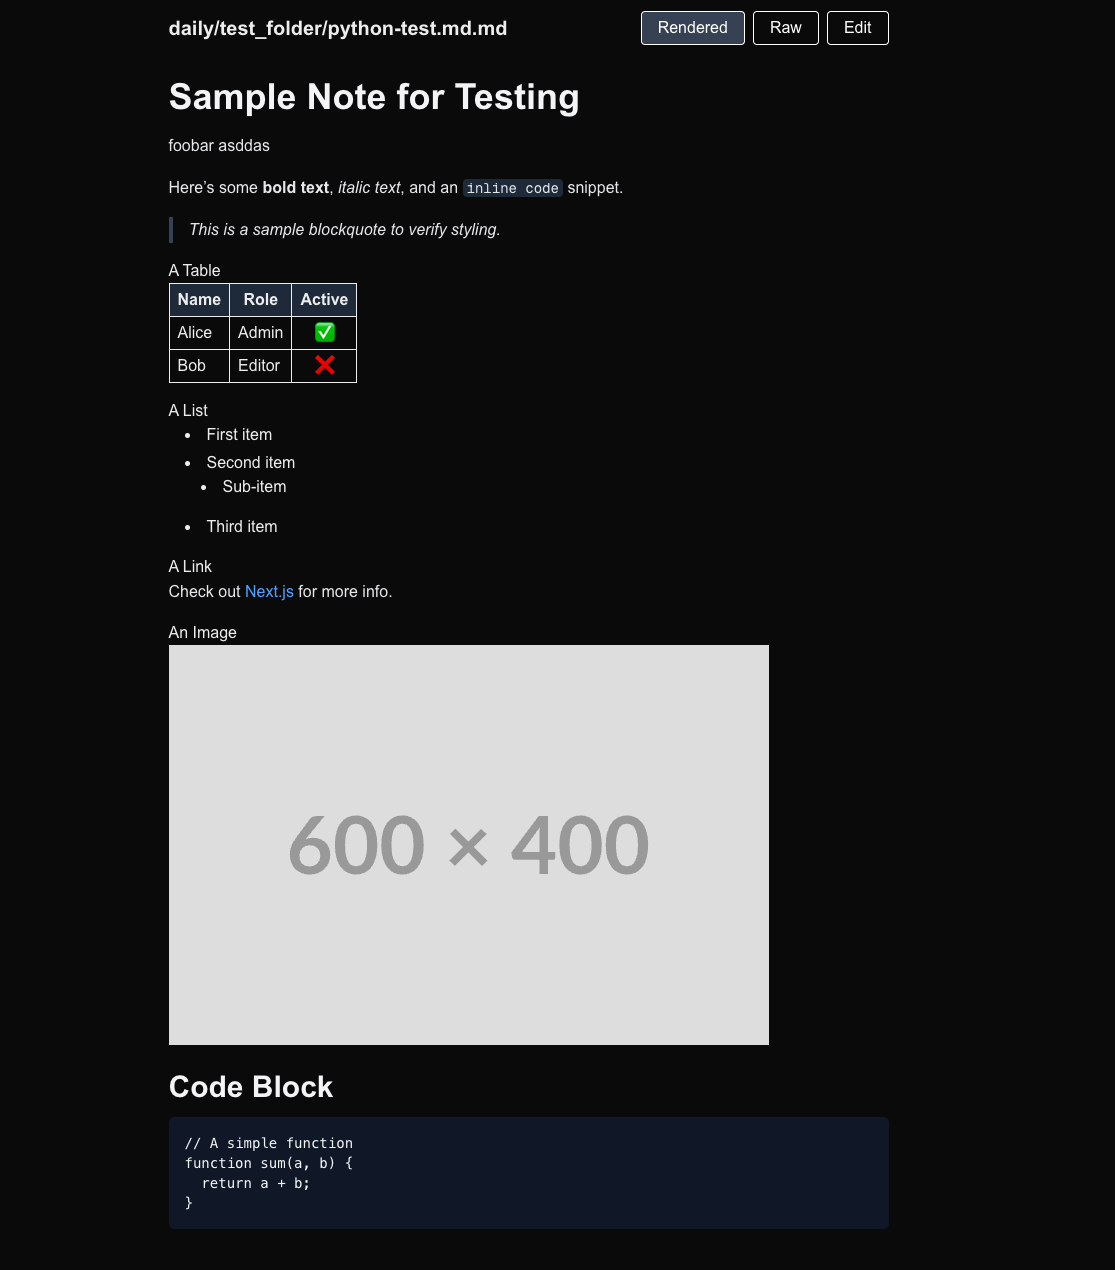 daily/test_folder/python-test.md.md
Rendered Raw Edit
Sample Note for Testing
foobar asddas
Here’s some bold text, italic text, and an inline code snippet.
This is a sample blockquote to verify styling.
A Table
Name Role Active
Alice Admin ✅
Bob Editor ❌
A List
• First item
• Second item
• Sub-item
• Third item
A Link
Check out Next.js for more info.
An Image
600 × 400
Code Block
// A simple function
function sum(a, b) {
  return a + b;
}